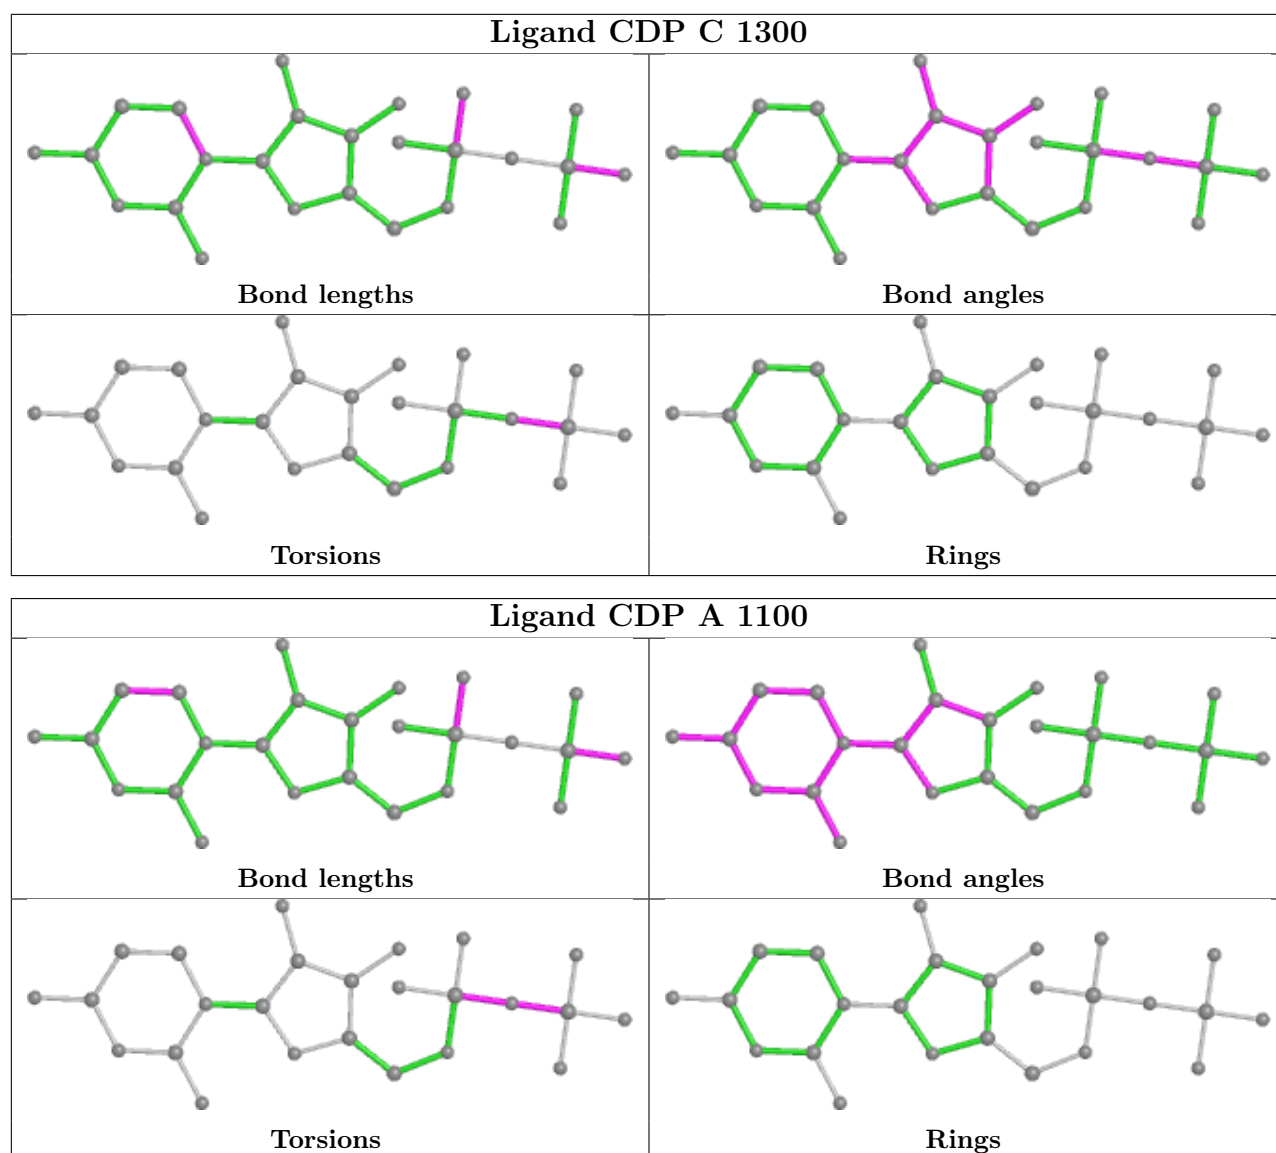 Ligand CDP C 1300
Bond lengths
Bond angles
Torsions
Rings
Ligand CDP A 1100
Bond lengths
Bond angles
Torsions
Rings